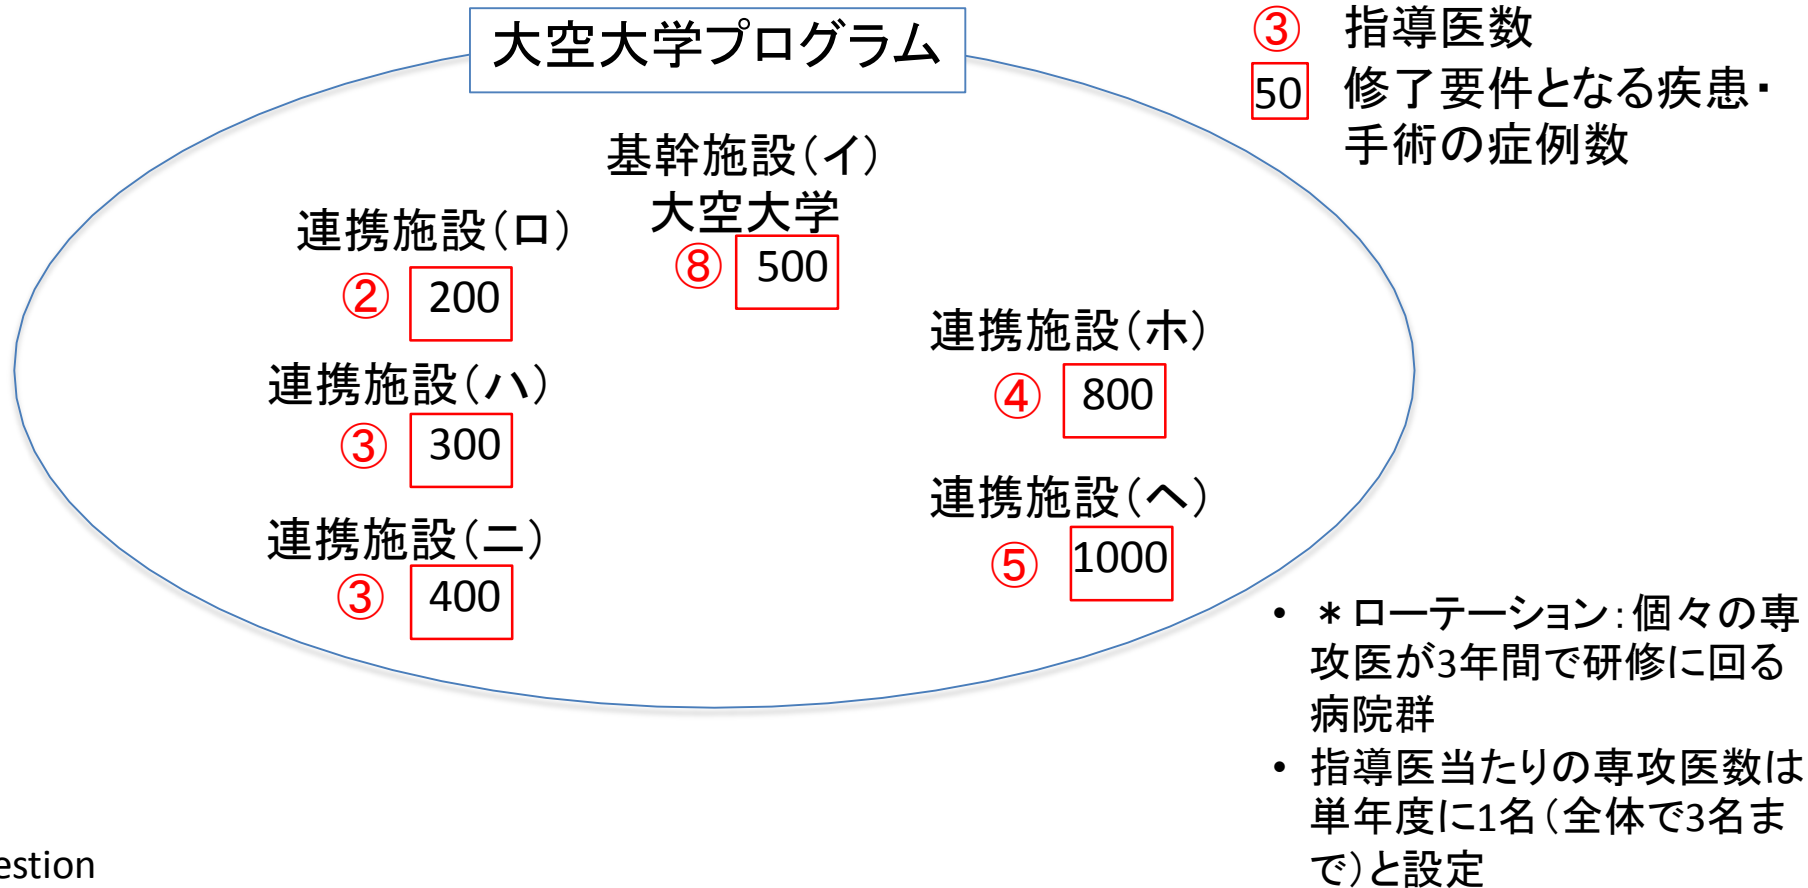 大空大学プログラム
③ 指導医数
50 修了要件となる疾患・
手術の症例数
基幹施設（イ）
大空大学
⑧ 500
連携施設（ロ）
② 200
連携施設（ハ）
③ 300
連携施設（ニ）
③ 400
連携施設（ホ）
④ 800
連携施設（ヘ）
⑤ 1000
• ＊ローテーション：個々の専
攻医が3年間で研修に回る
病院群
• 指導医当たりの専攻医数は
単年度に1名（全体で3名ま
で）と設定
estion